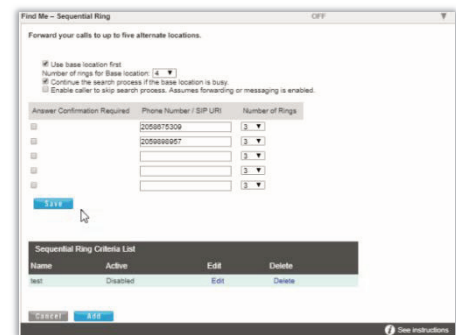 Find Me – Sequential Ring OFF
Forward your calls to up to five alternate locations.
Use base location first
Number of rings for Base location: 4
Continue the search process if the base location is busy.
Enable caller to skip search process. Assumes forwarding or messaging is enabled.
Answer Confirmation Required Phone Number / SIP URI Number of Rings
2058675309 3
2059898957 3
3
3
3
Save
Sequential Ring Criteria List
Name Active Edit Delete
test Disabled Edit Delete
Cancel Add
See instructions